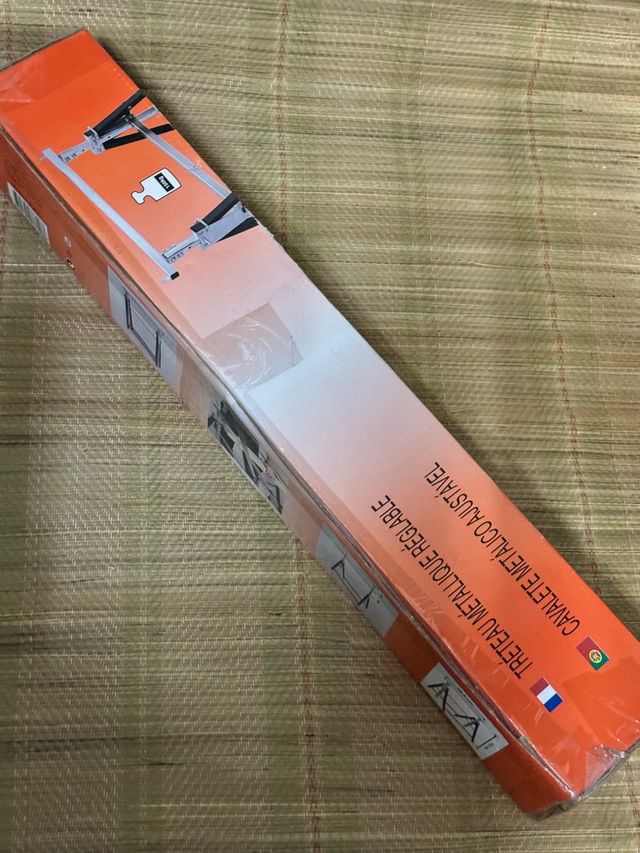 TRÉTEAU MÉTALLIQUE RÉGLABLE
CAVALETE METÁLICO AJUSTÁVEL